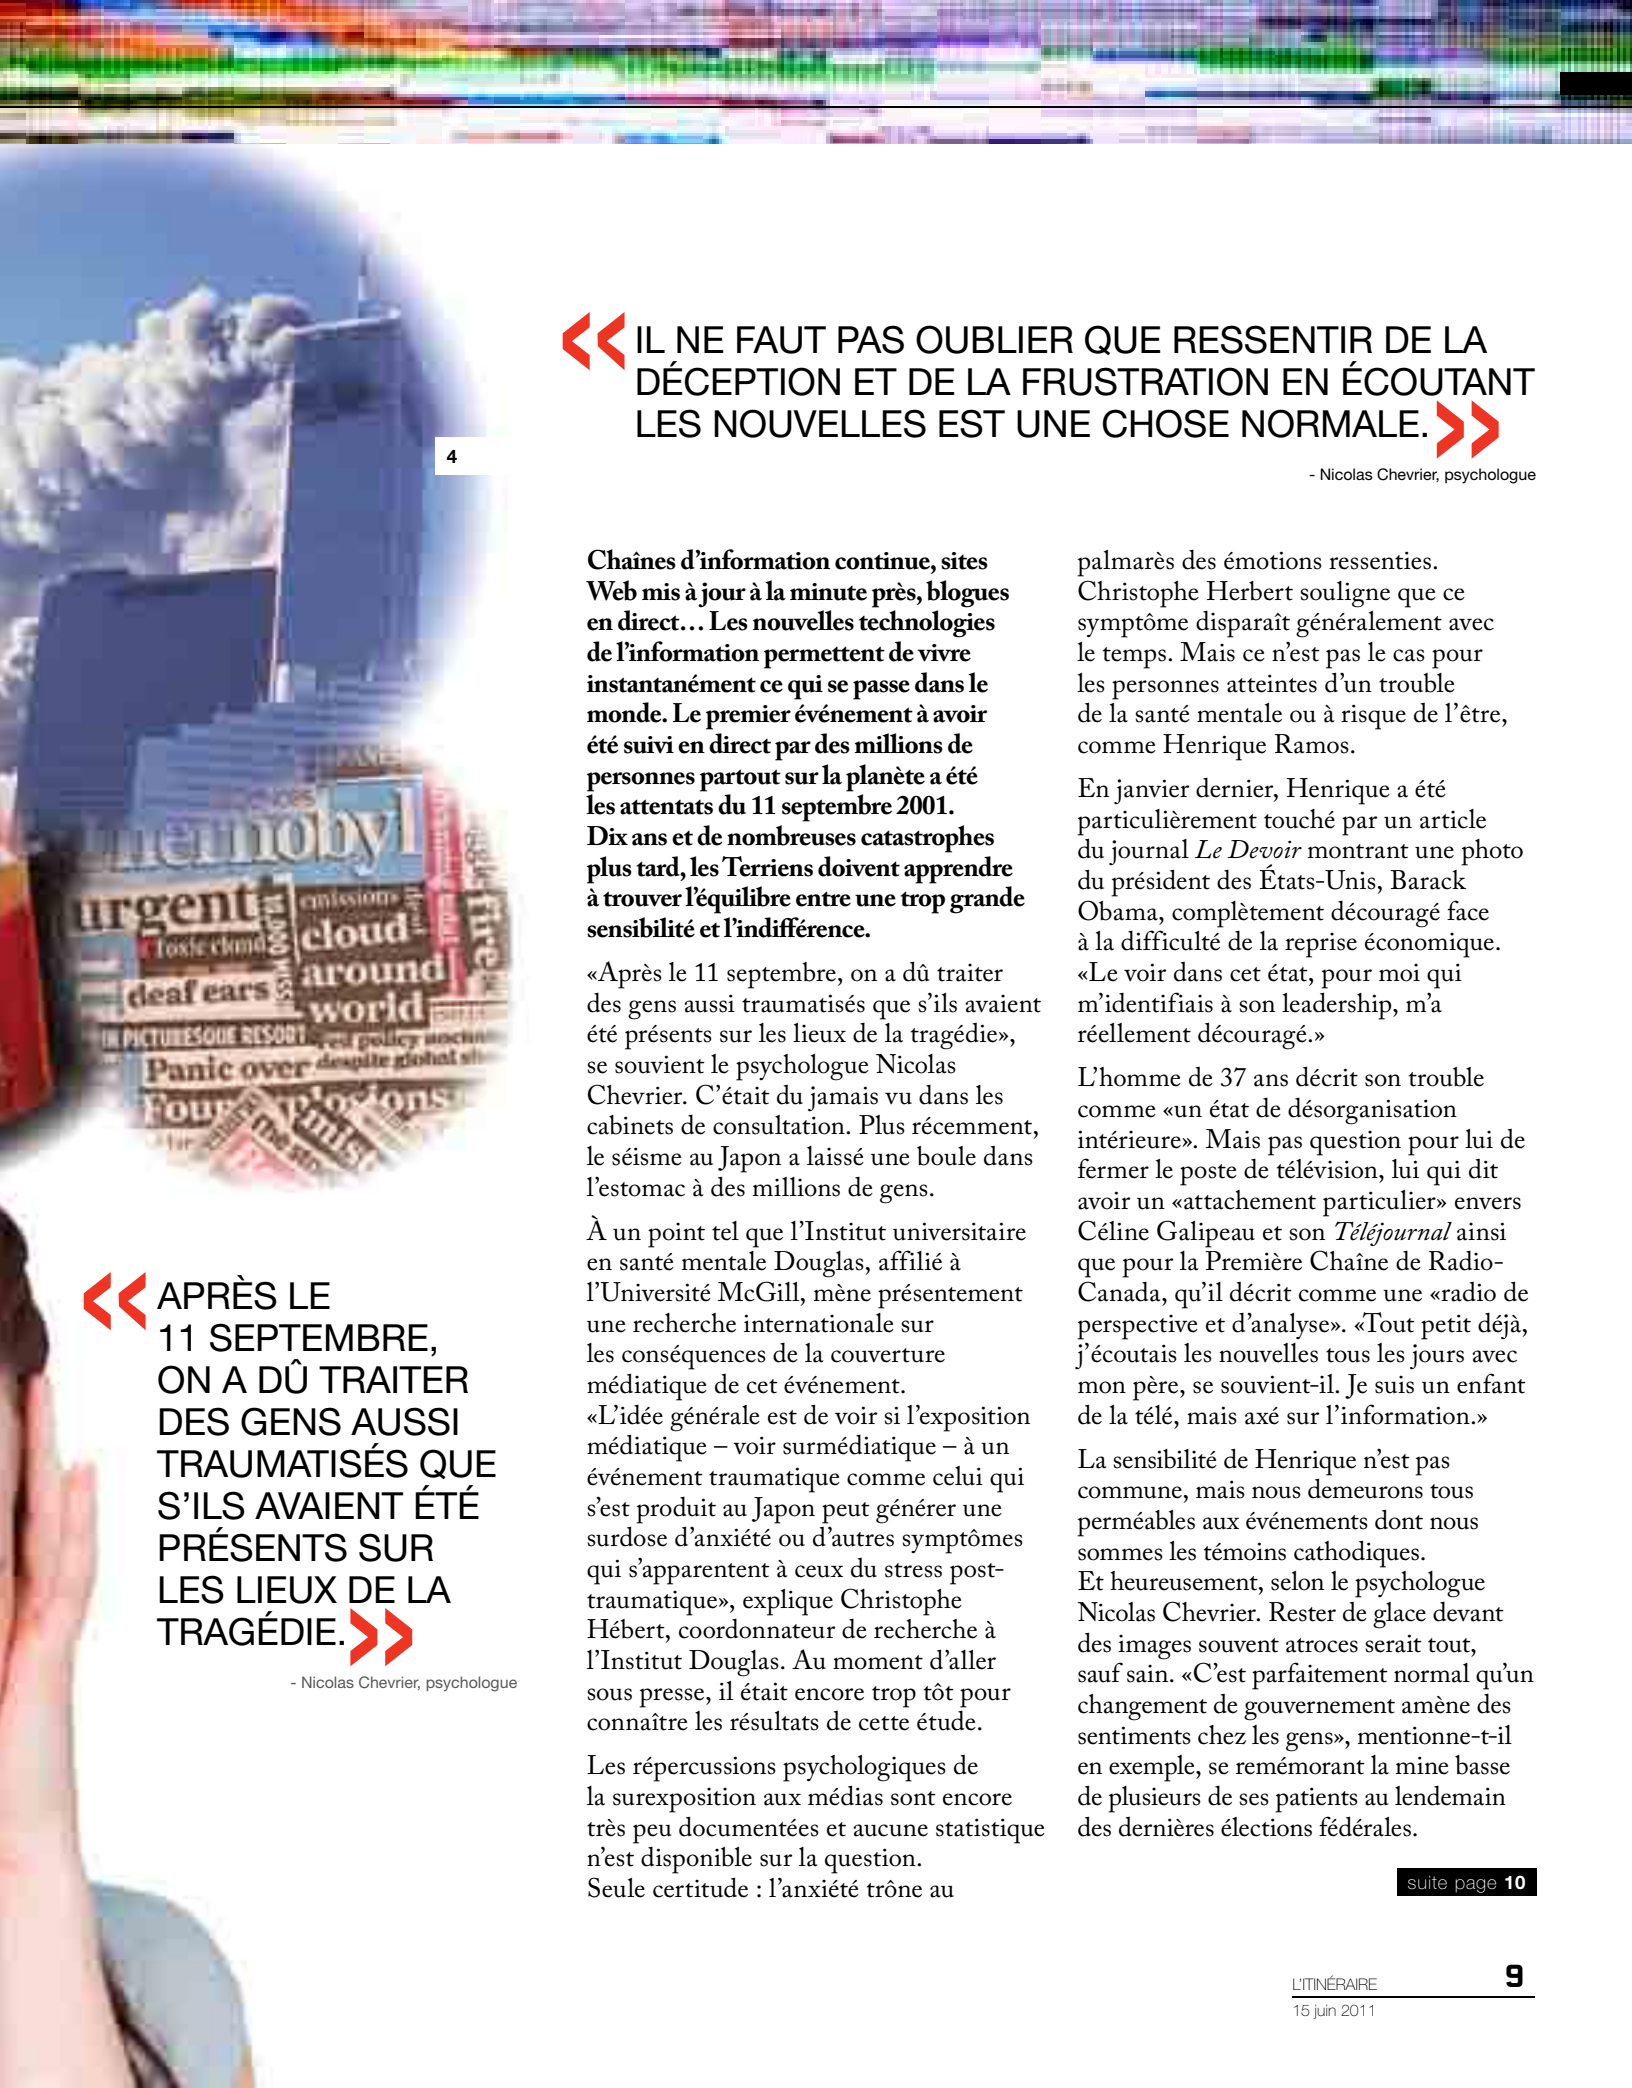 4
«IL NE FAUT PAS OUBLIER QUE RESSENTIR DE LA
DÉCEPTION ET DE LA FRUSTRATION EN ÉCOUTANT
LES NOUVELLES EST UNE CHOSE NORMALE.»
- Nicolas Chevrier, psychologue
urgent
Toxic cloud
emissions
cloud
around
world
deaf ears
IN PICTURESQUE RESORT
Panic over despite global
«APRÈS LE
11 SEPTEMBRE,
ON A DÛ TRAITER
DES GENS AUSSI
TRAUMATISÉS QUE
S’ILS AVAIENT ÉTÉ
PRÉSENTS SUR
LES LIEUX DE LA
TRAGÉDIE.»
- Nicolas Chevrier, psychologue
Chaînes d’information continue, sites
Web mis à jour à la minute près, blogues
en direct… Les nouvelles technologies
de l’information permettent de vivre
instantanément ce qui se passe dans le
monde. Le premier événement à avoir
été suivi en direct par des millions de
personnes partout sur la planète a été
les attentats du 11 septembre 2001.
Dix ans et de nombreuses catastrophes
plus tard, les Terriens doivent apprendre
à trouver l’équilibre entre une trop grande
sensibilité et l’indifférence.
«Après le 11 septembre, on a dû traiter
des gens aussi traumatisés que s’ils avaient
été présents sur les lieux de la tragédie»,
se souvient le psychologue Nicolas
Chevrier. C’était du jamais vu dans les
cabinets de consultation. Plus récemment,
le séisme au Japon a laissé une boule dans
l’estomac à des millions de gens.
À un point tel que l’Institut universitaire
en santé mentale Douglas, affilié à
l’Université McGill, mène présentement
une recherche internationale sur
les conséquences de la couverture
médiatique de cet événement.
«L’idée générale est de voir si l’exposition
médiatique – voir surmédiatique – à un
événement traumatique comme celui qui
s’est produit au Japon peut générer une
surdose d’anxiété ou d’autres symptômes
qui s’apparentent à ceux du stress post-
traumatique», explique Christophe
Hébert, coordonnateur de recherche à
l’Institut Douglas. Au moment d’aller
sous presse, il était encore trop tôt pour
connaître les résultats de cette étude.
Les répercussions psychologiques de
la surexposition aux médias sont encore
très peu documentées et aucune statistique
n’est disponible sur la question.
Seule certitude : l’anxiété trône au
palmarès des émotions ressenties.
Christophe Herbert souligne que ce
symptôme disparaît généralement avec
le temps. Mais ce n’est pas le cas pour
les personnes atteintes d’un trouble
de la santé mentale ou à risque de l’être,
comme Henrique Ramos.
En janvier dernier, Henrique a été
particulièrement touché par un article
du journal Le Devoir montrant une photo
du président des États-Unis, Barack
Obama, complètement découragé face
à la difficulté de la reprise économique.
«Le voir dans cet état, pour moi qui
m’identifiais à son leadership, m’a
réellement découragé.»
L’homme de 37 ans décrit son trouble
comme «un état de désorganisation
intérieure». Mais pas question pour lui de
fermer le poste de télévision, lui qui dit
avoir un «attachement particulier» envers
Céline Galipeau et son Téléjournal ainsi
que pour la Première Chaîne de Radio-
Canada, qu’il décrit comme une «radio de
perspective et d’analyse». «Tout petit déjà,
j’écoutais les nouvelles tous les jours avec
mon père, se souvient-il. Je suis un enfant
de la télé, mais axé sur l’information.»
La sensibilité de Henrique n’est pas
commune, mais nous demeurons tous
perméables aux événements dont nous
sommes les témoins cathodiques.
Et heureusement, selon le psychologue
Nicolas Chevrier. Rester de glace devant
des images souvent atroces serait tout,
sauf sain. «C’est parfaitement normal qu’un
changement de gouvernement amène des
sentiments chez les gens», mentionne-t-il
en exemple, se remémorant la mine basse
de plusieurs de ses patients au lendemain
des dernières élections fédérales.
suite page 10
L’ITINÉRAIRE 9
15 juin 2011